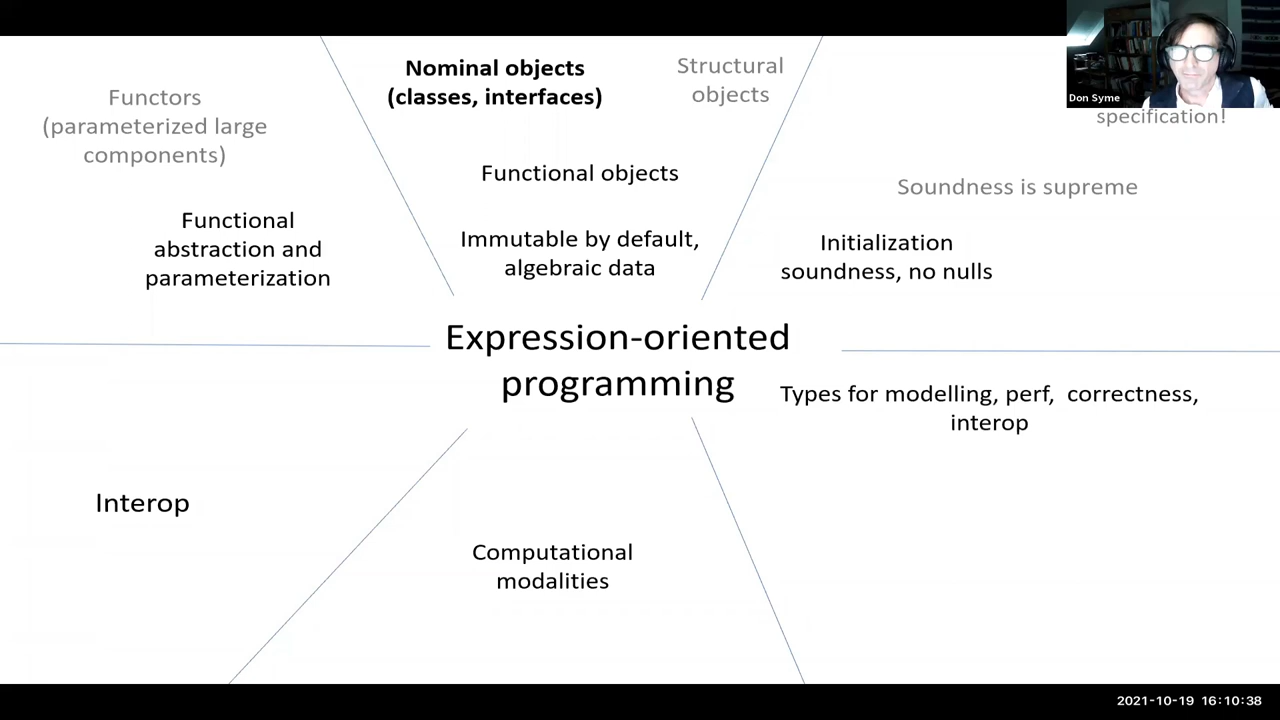 Nominal objects
(classes, interfaces)
Structural
objects
Functors
(parameterized large
components)
Don Syme
specification!
Functional objects
Soundness is supreme
Functional
abstraction and
parameterization
Immutable by default,
algebraic data
Initialization
soundness, no nulls
Expression-oriented
programming
Types for modelling, perf, correctness,
interop
Interop
Computational
modalities
2021-10-19 16:10:38